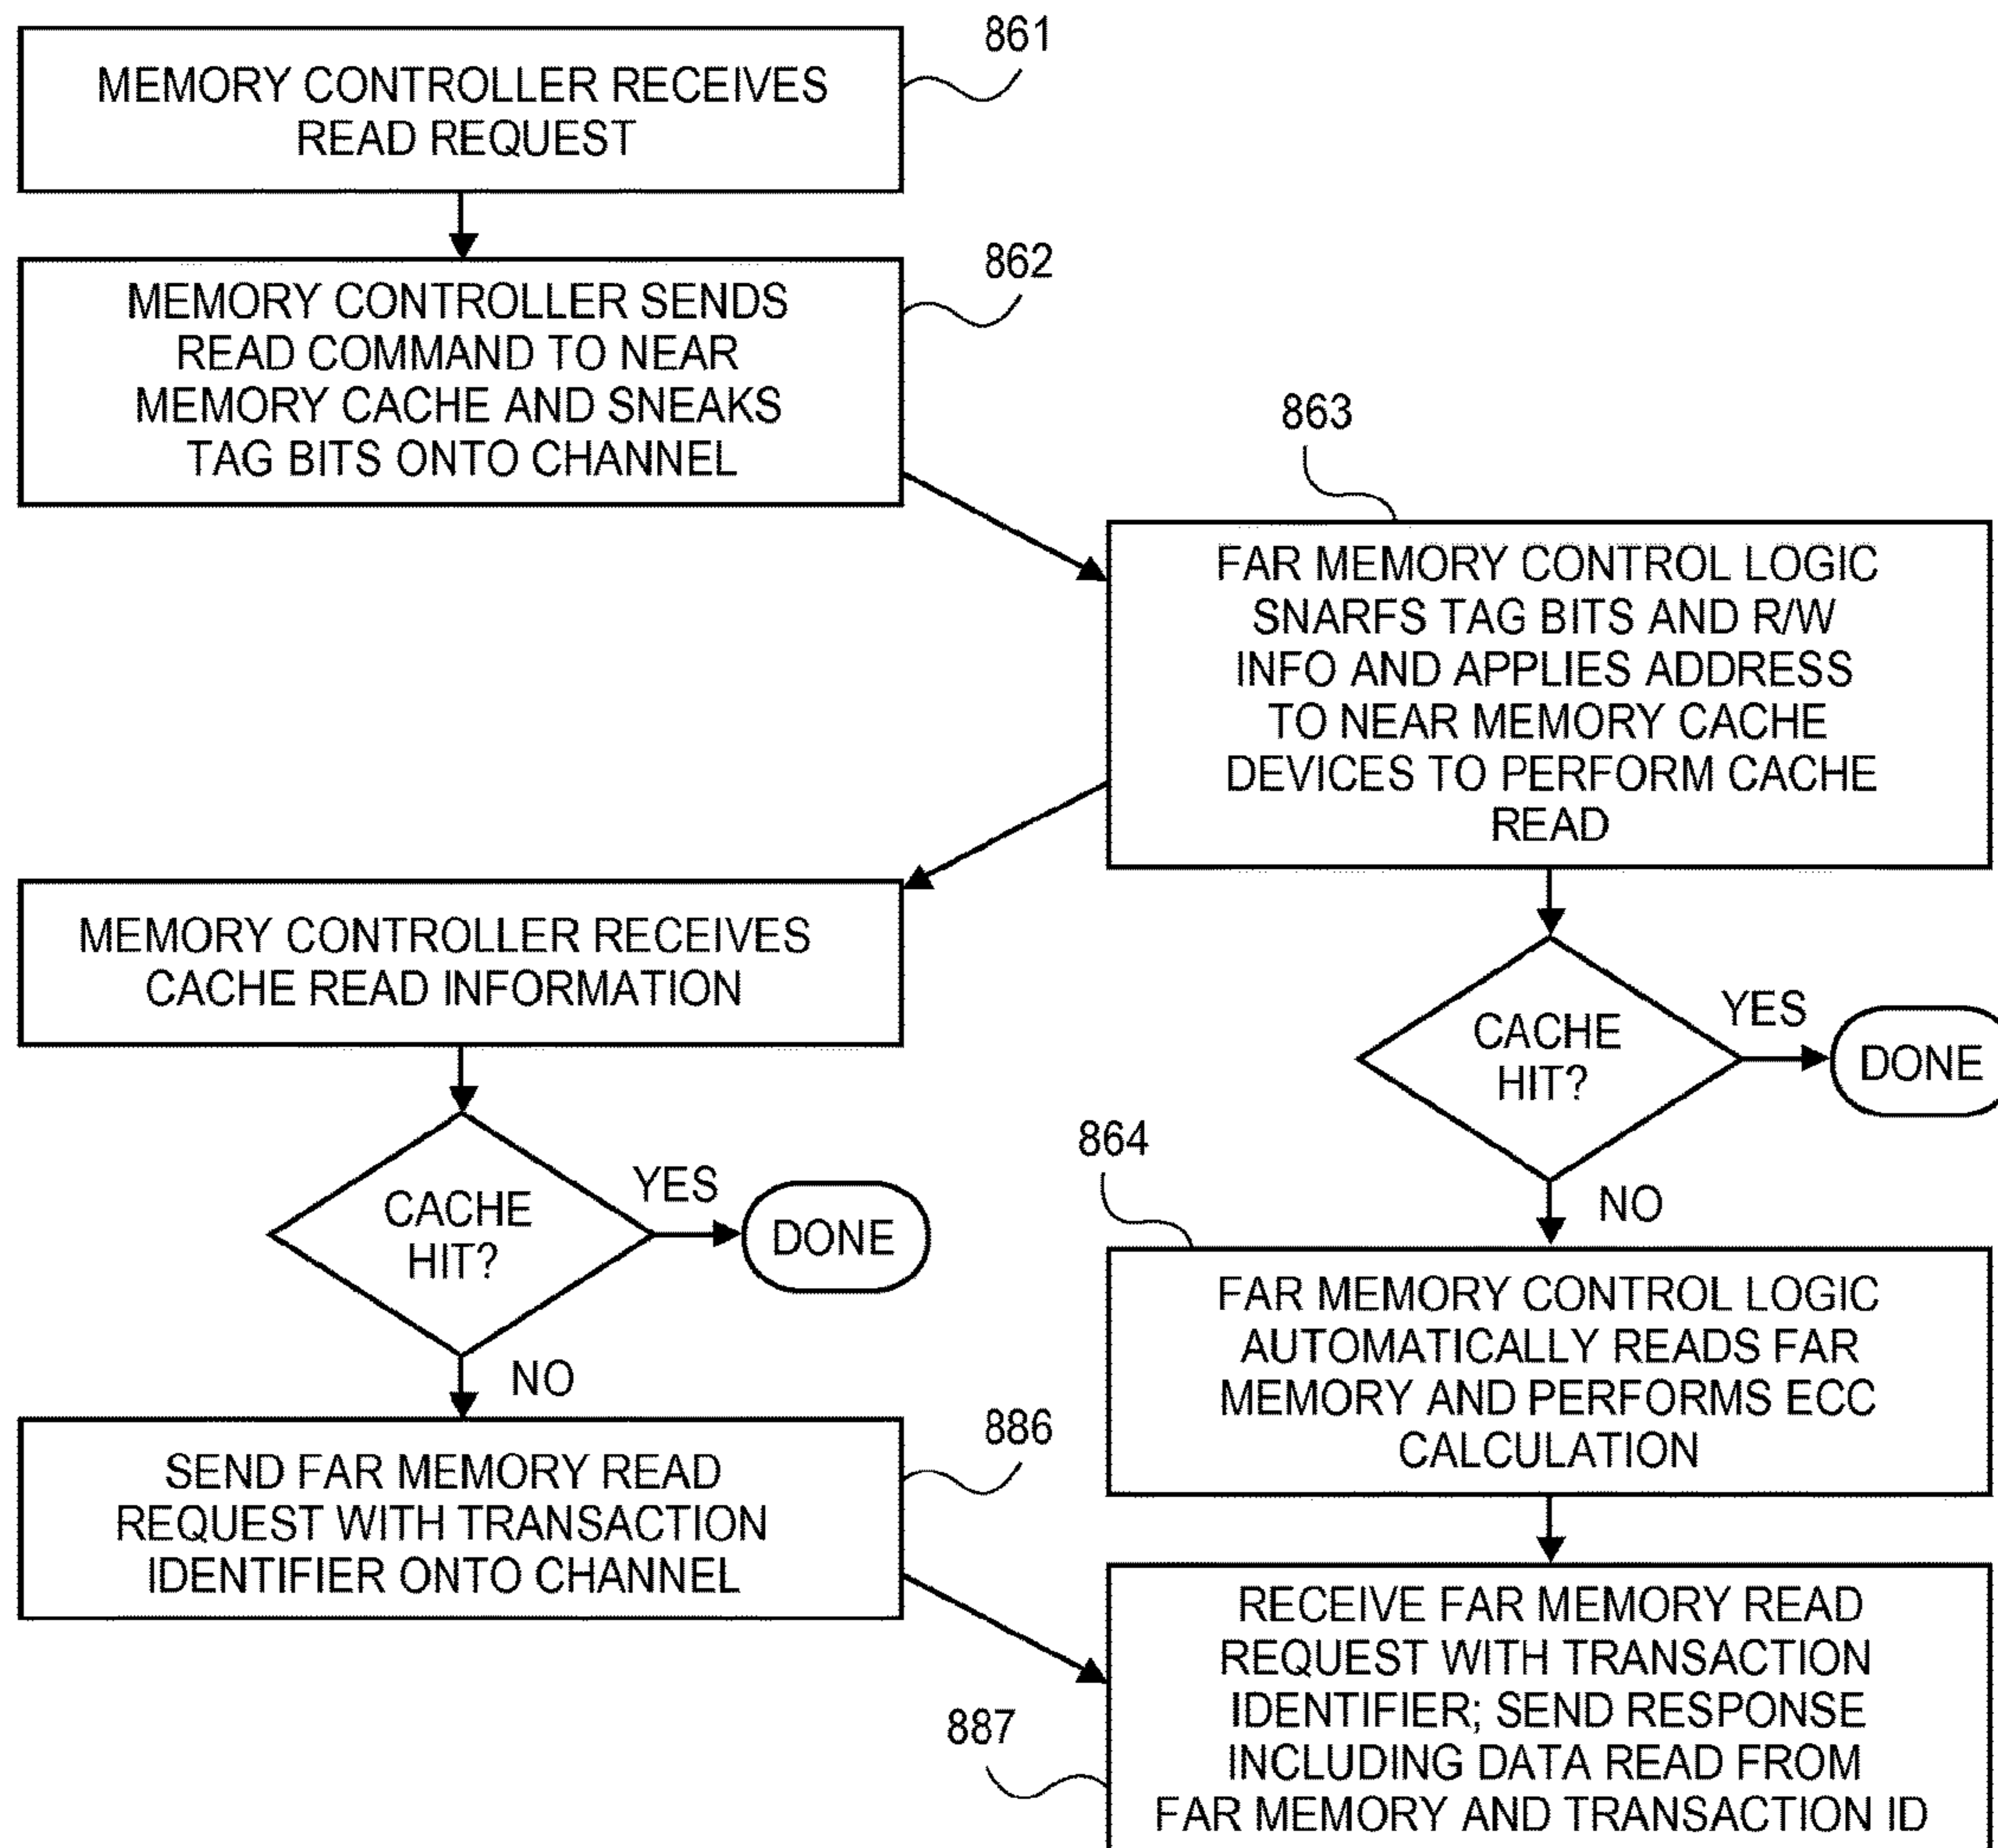 861
MEMORY CONTROLLER RECEIVES
READ REQUEST
862
MEMORY CONTROLLER SENDS
READ COMMAND TO NEAR
MEMORY CACHE AND SNEAKS
TAG BITS ONTO CHANNEL
863
FAR MEMORY CONTROL LOGIC
SNARFS TAG BITS AND R/W
INFO AND APPLIES ADDRESS
TO NEAR MEMORY CACHE
DEVICES TO PERFORM CACHE
READ
MEMORY CONTROLLER RECEIVES
CACHE READ INFORMATION
CACHE
HIT?
YES
DONE
NO
864
CACHE
HIT?
YES
DONE
NO
FAR MEMORY CONTROL LOGIC
AUTOMATICALLY READS FAR
MEMORY AND PERFORMS ECC
CALCULATION
886
SEND FAR MEMORY READ
REQUEST WITH TRANSACTION
IDENTIFIER ONTO CHANNEL
887
RECEIVE FAR MEMORY READ
REQUEST WITH TRANSACTION
IDENTIFIER; SEND RESPONSE
INCLUDING DATA READ FROM
FAR MEMORY AND TRANSACTION ID